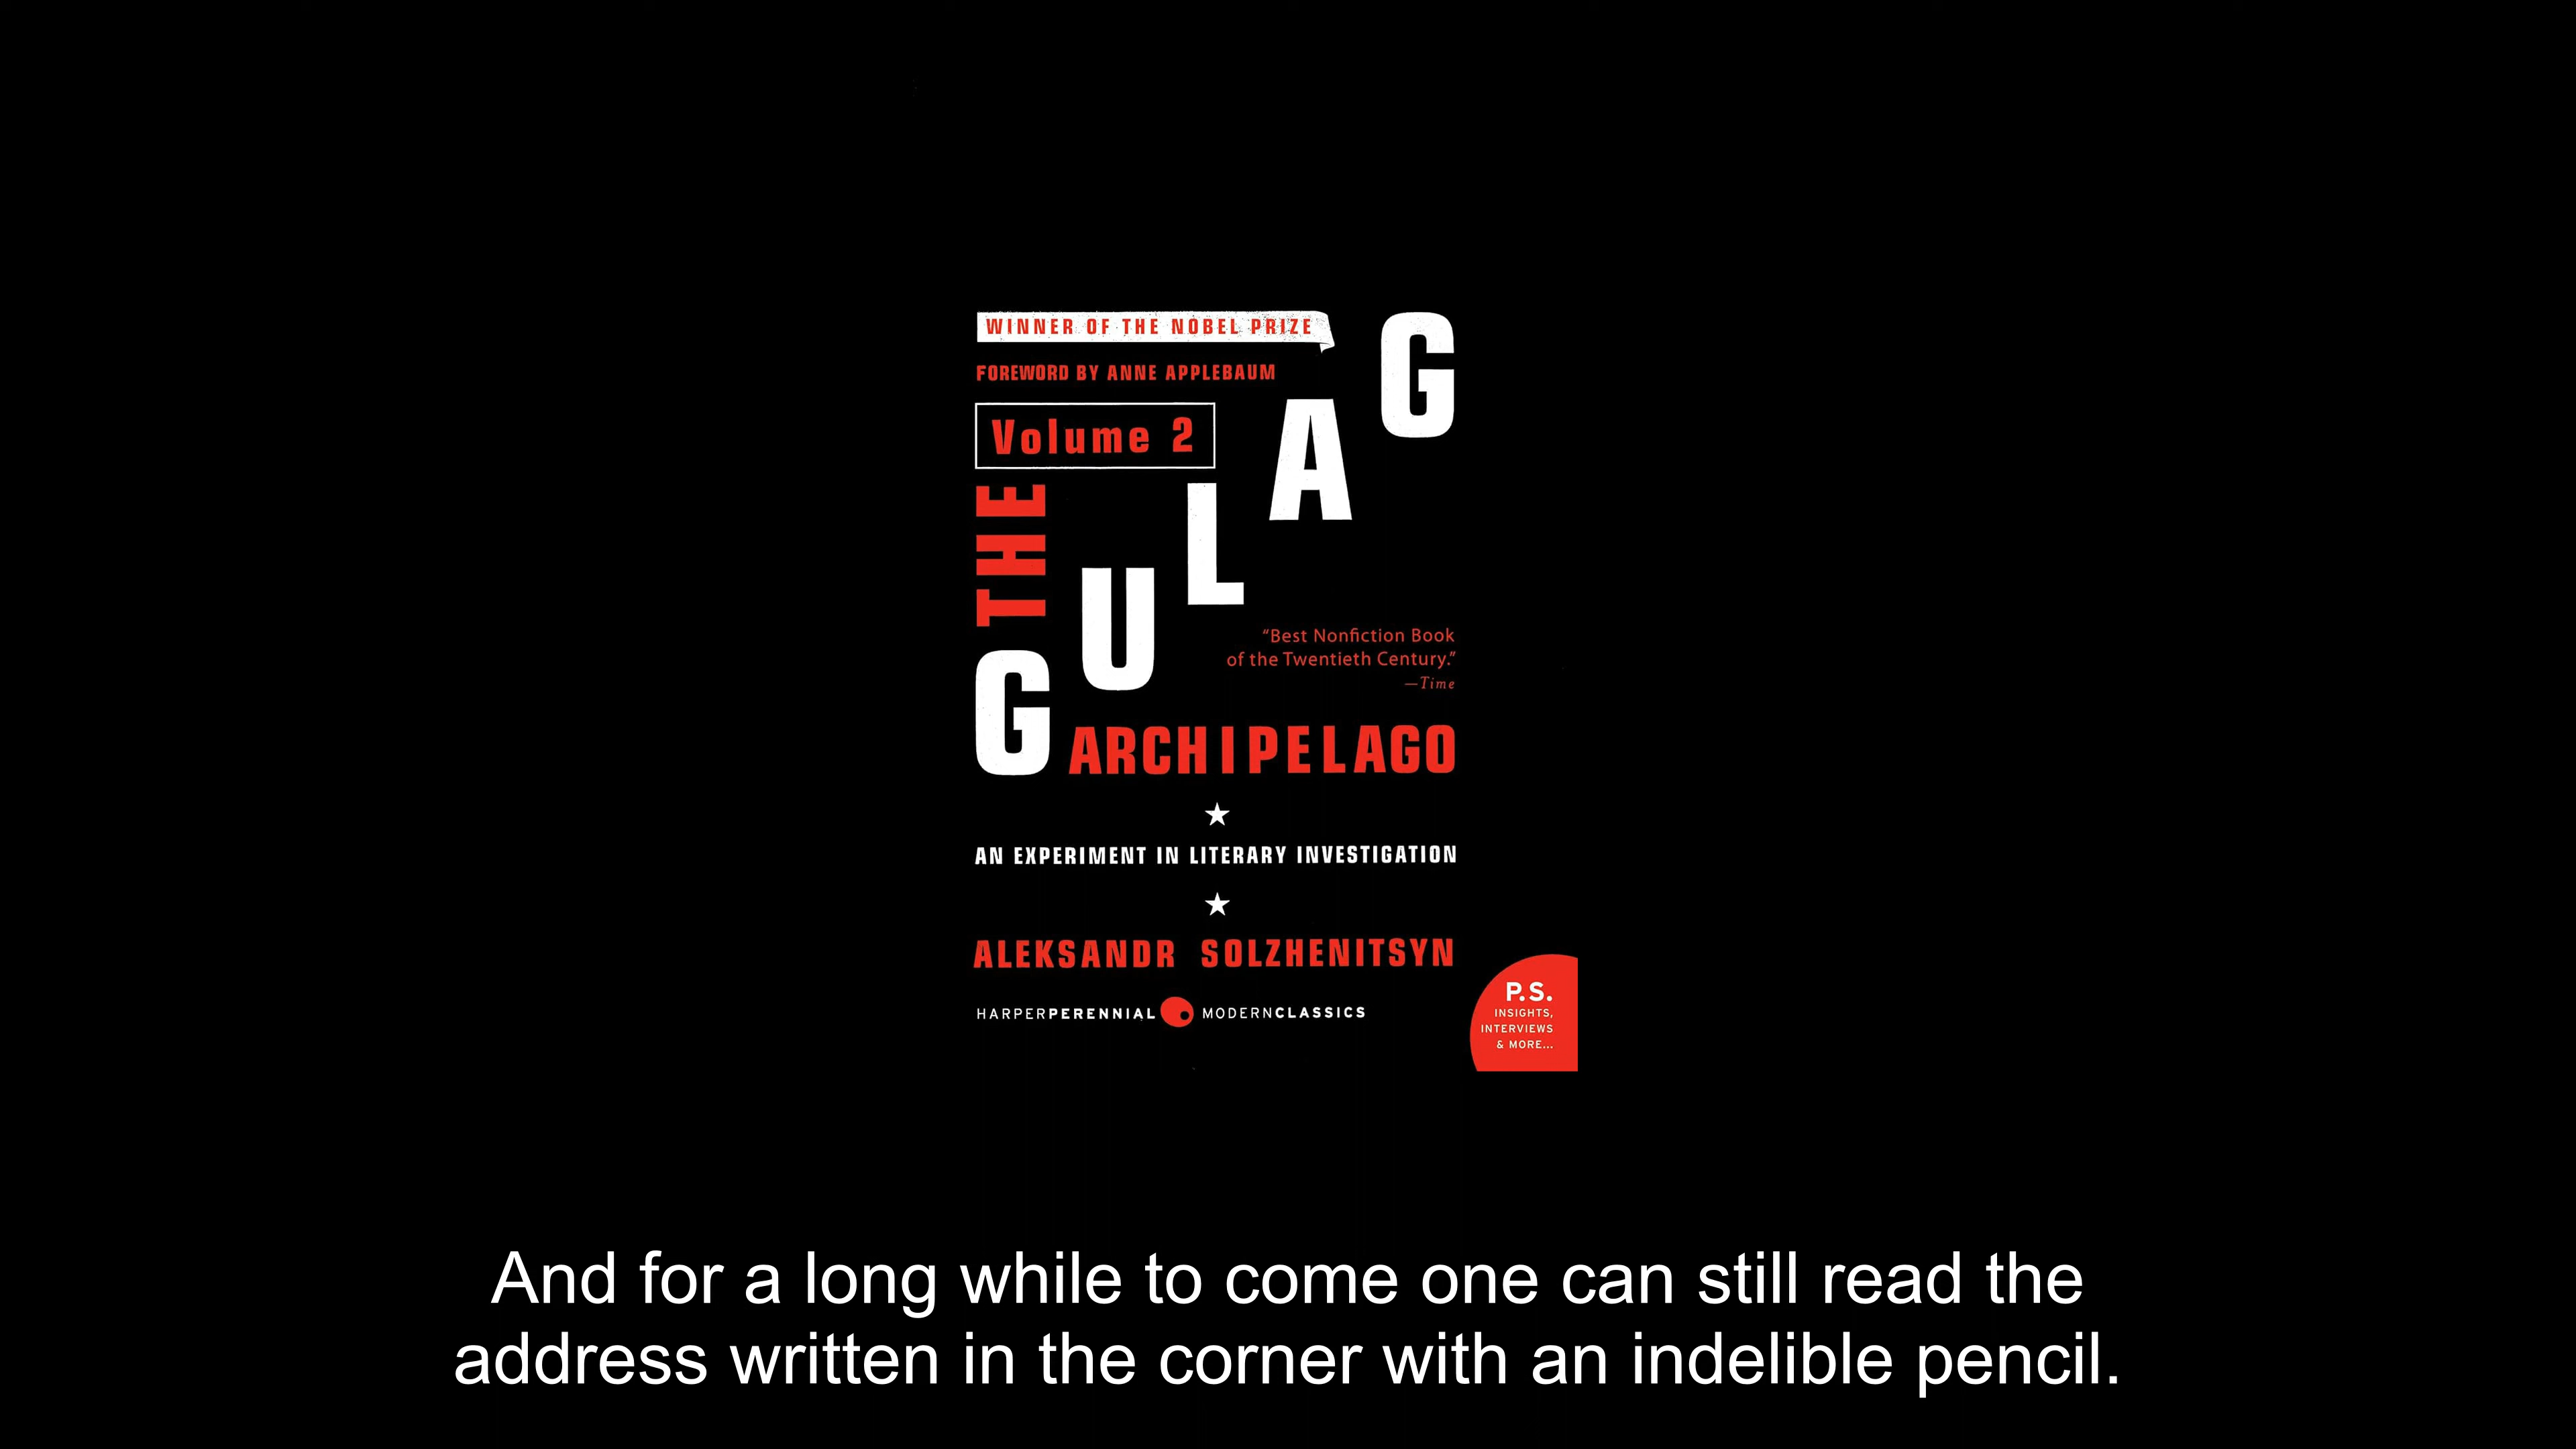 WINNER OF THE NOBEL PRIZE
FOREWORD BY ANNE APPLEBAUM
Volume 2
THE
GULAG
"Best Nonfiction Book
of the Twentieth Century."
—Time
ARCHIPELAGO
AN EXPERIMENT IN LITERARY INVESTIGATION
ALEKSANDR SOLZHENITSYN
HARPERPERENNIAL MODERNCLASSICS
P.S.
INSIGHTS,
INTERVIEWS
& MORE...
And for a long while to come one can still read the
address written in the corner with an indelible pencil.